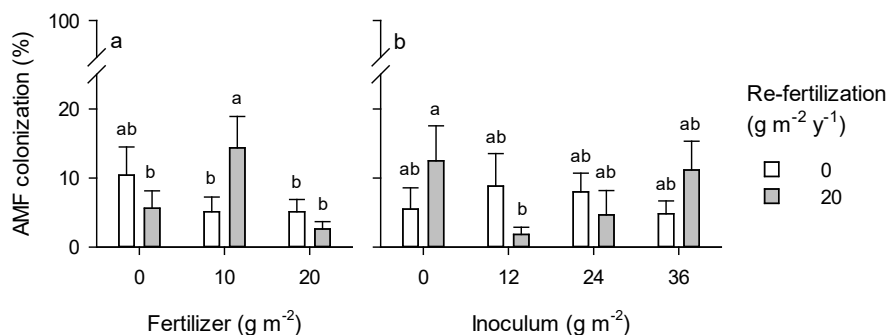 100
a
b
20
10
0
AMF colonization (%)
ab
b
b
a
b
b
ab
a
ab
b
ab
ab
ab
ab
0
10
20
0
12
24
36
Fertilizer (g m⁻²)
Inoculum (g m⁻²)
Re-fertilization
(g m⁻² y⁻¹)
0
20